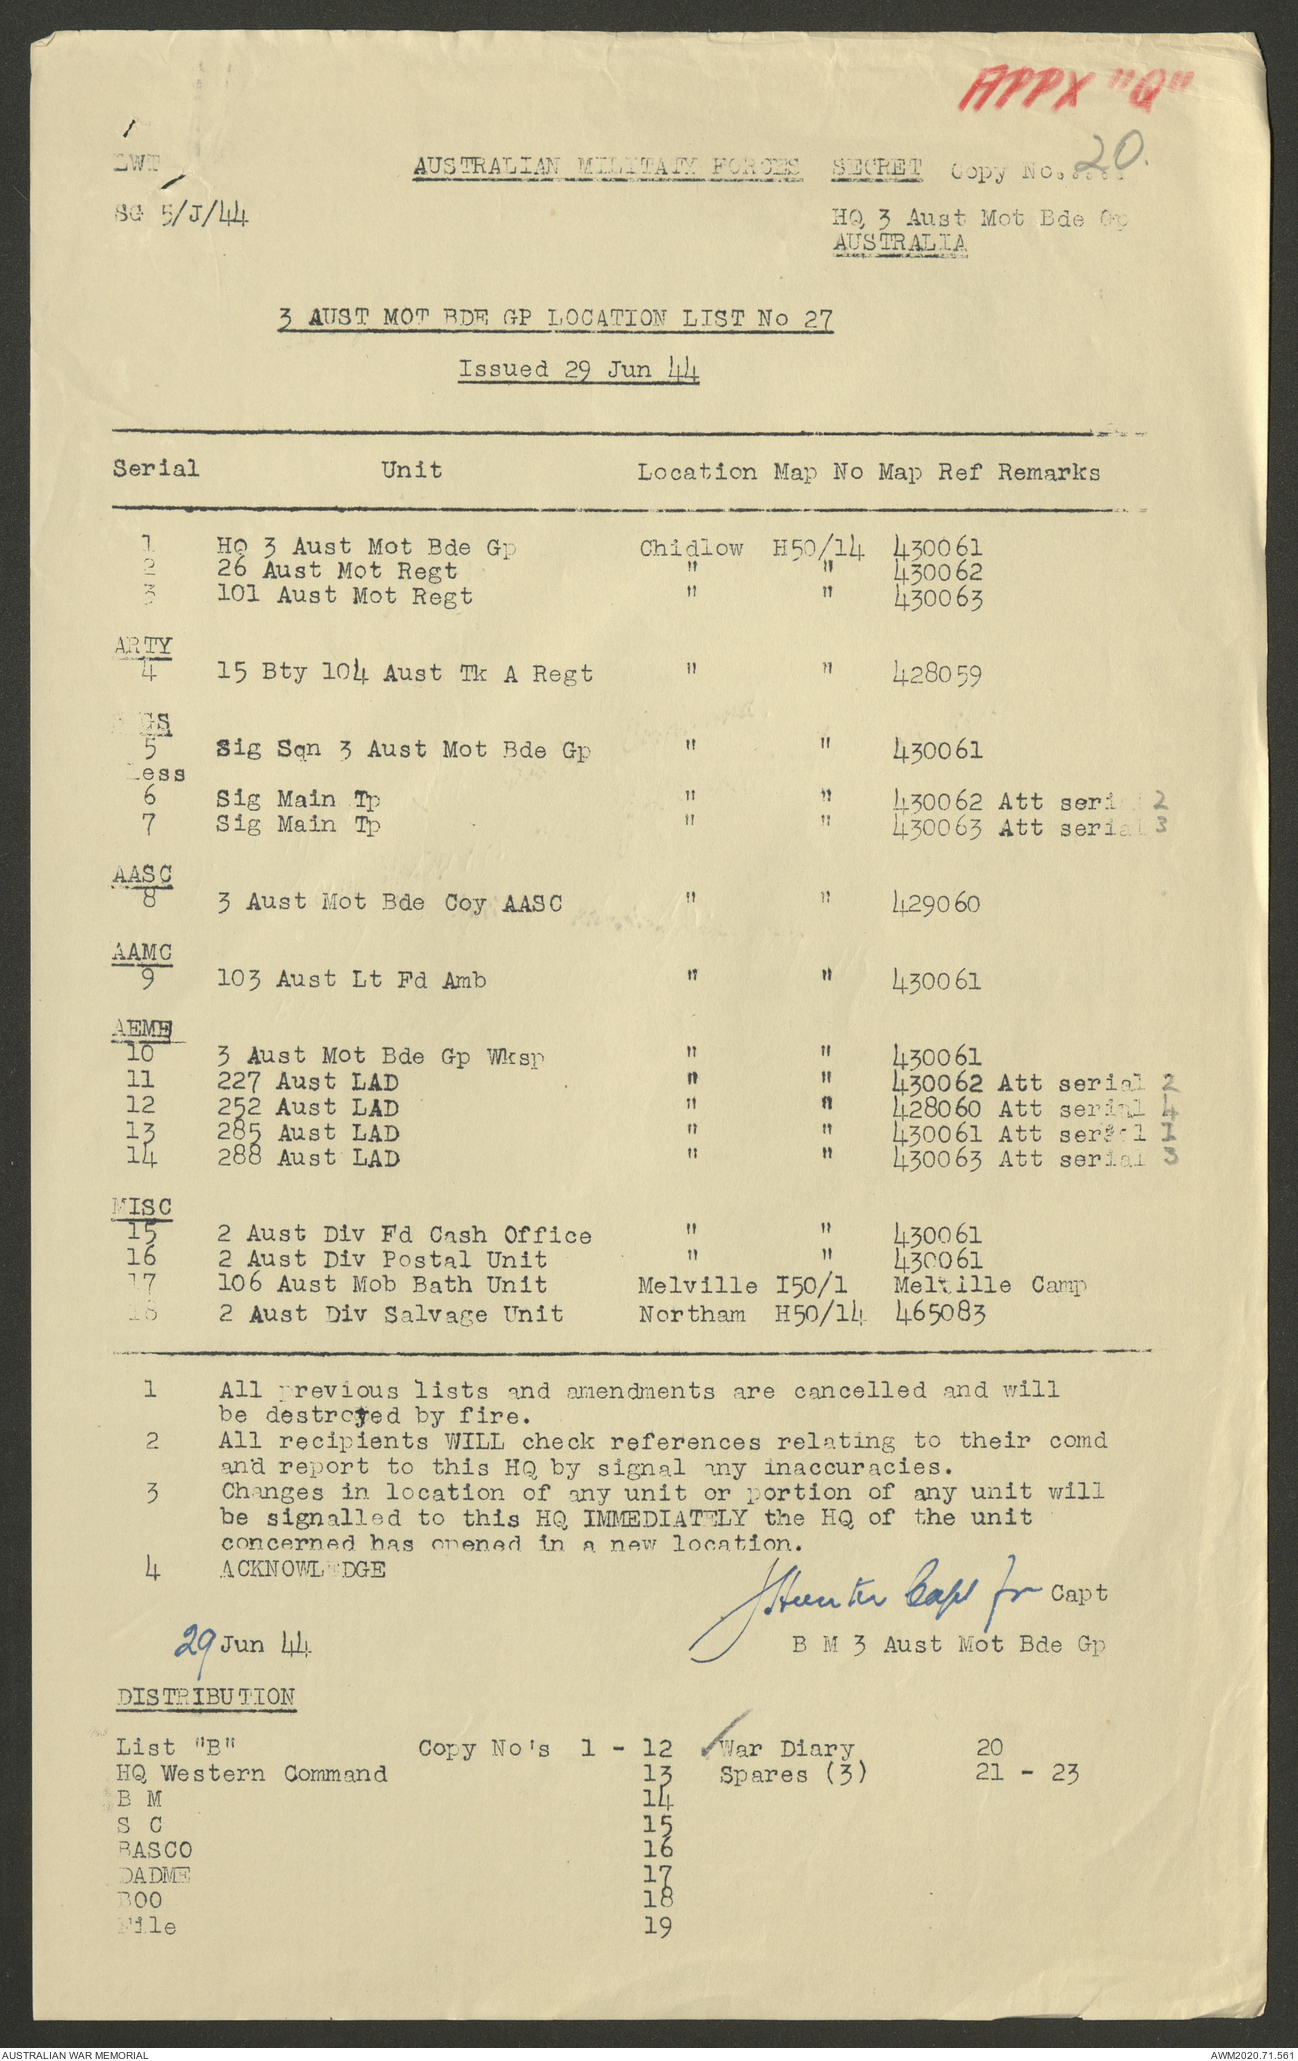 APPX "Q"
LWT
AUSTRALIAN MILITARY FORCES SECRET Copy No.... 20.
SG 5/J/44
HQ 3 Aust Mot Bde Gp
AUSTRALIA
3 AUST MOT BDE GP LOCATION LIST No 27
Issued 29 Jun 44
Serial Unit Location Map No Map Ref Remarks
1 HQ 3 Aust Mot Bde Gp Chidlow H50/14 430061
2 26 Aust Mot Regt " " 430062
3 101 Aust Mot Regt " " 430063
ARTY
4 15 Bty 104 Aust Tk A Regt " " 428059
SIGS
5 Sig Sqn 3 Aust Mot Bde Gp " " 430061
Less
6 Sig Main Tp " " 430062 Att serial 2
7 Sig Main Tp " " 430063 Att serial 3
AASC
8 3 Aust Mot Bde Coy AASC " " 429060
AAMC
9 103 Aust Lt Fd Amb " " 430061
AEME
10 3 Aust Mot Bde Gp Wksp " " 430061
11 227 Aust LAD " " 430062 Att serial 2
12 252 Aust LAD " " 428060 Att serial 4
13 285 Aust LAD " " 430061 Att serial 1
14 288 Aust LAD " " 430063 Att serial 3
MISC
15 2 Aust Div Fd Cash Office " " 430061
16 2 Aust Div Postal Unit " " 430061
17 106 Aust Mob Bath Unit Melville I50/1 Melville Camp
18 2 Aust Div Salvage Unit Northam H50/14 465083
1 All previous lists and amendments are cancelled and will
be destroyed by fire.
2 All recipients WILL check references relating to their comd
and report to this HQ by signal any inaccuracies.
3 Changes in location of any unit or portion of any unit will
be signalled to this HQ IMMEDIATELY the HQ of the unit
concerned has opened in a new location.
4 ACKNOWLEDGE
JHunter Capt for Capt
29 Jun 44 B M 3 Aust Mot Bde Gp
DISTRIBUTION
List "B" Copy No's 1 - 12 ✓War Diary 20
HQ Western Command 13 Spares (3) 21 - 23
B M 14
S C 15
BASCO 16
DADME 17
BOO 18
File 19
AUSTRALIAN WAR MEMORIAL AWM2020.71.561